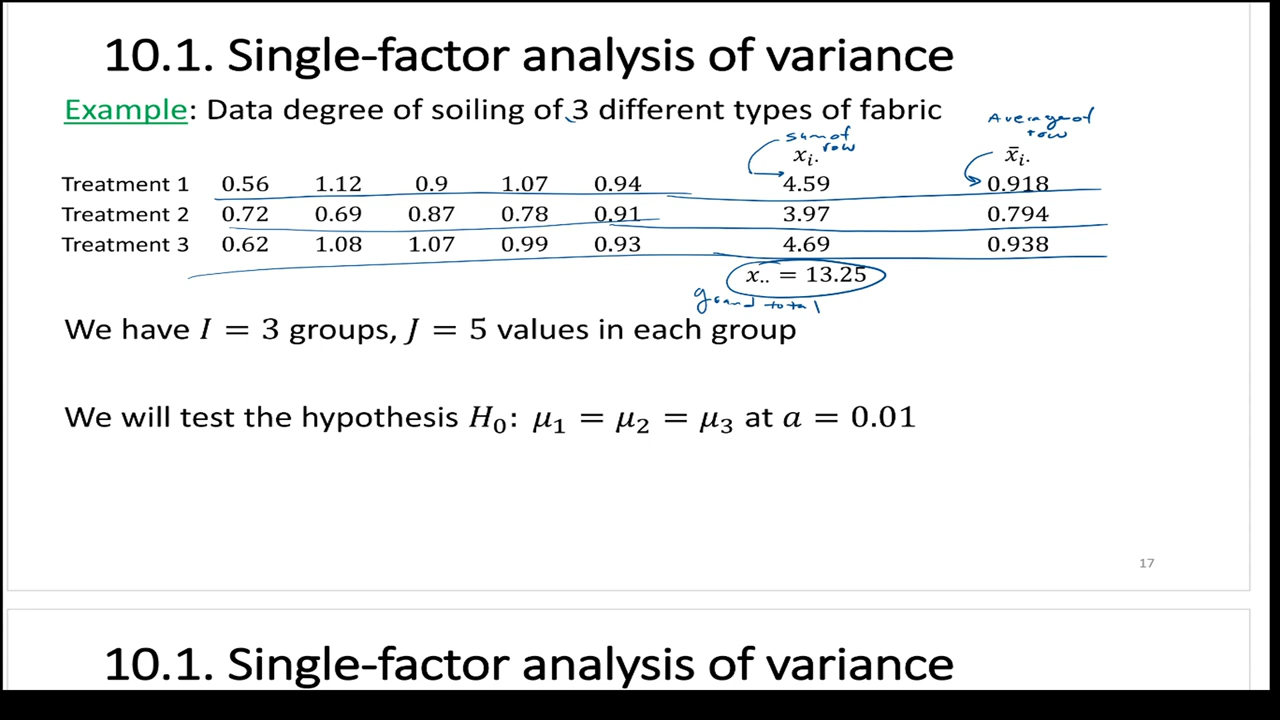 10.1. Single-factor analysis of variance
Example: Data degree of soiling of 3 different types of fabric
sum of row
Average of row
xᵢ. x̄ᵢ.
Treatment 1 0.56 1.12 0.9 1.07 0.94 4.59 0.918
Treatment 2 0.72 0.69 0.87 0.78 0.91 3.97 0.794
Treatment 3 0.62 1.08 1.07 0.99 0.93 4.69 0.938
x.. = 13.25
grand total
We have I = 3 groups, J = 5 values in each group
We will test the hypothesis H₀: μ₁ = μ₂ = μ₃ at a = 0.01
17
10.1. Single-factor analysis of variance